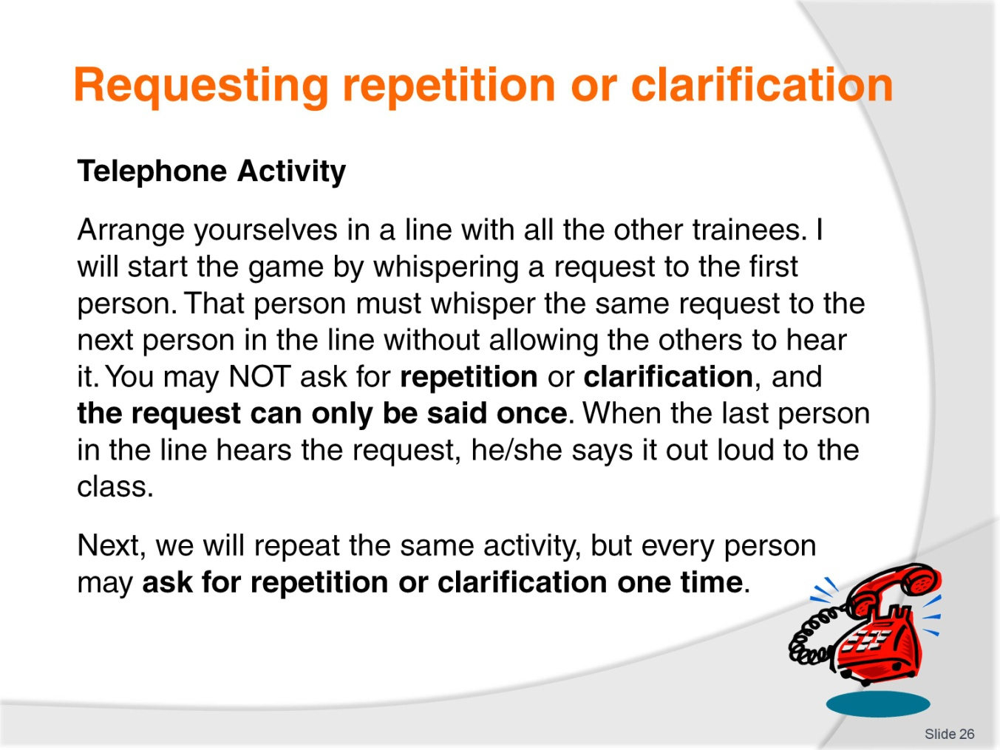 Requesting repetition or clarification
Telephone Activity
Arrange yourselves in a line with all the other trainees. I
will start the game by whispering a request to the first
person. That person must whisper the same request to the
next person in the line without allowing the others to hear
it. You may NOT ask for repetition or clarification, and
the request can only be said once. When the last person
in the line hears the request, he/she says it out loud to the
class.
Next, we will repeat the same activity, but every person
may ask for repetition or clarification one time.
Slide 26